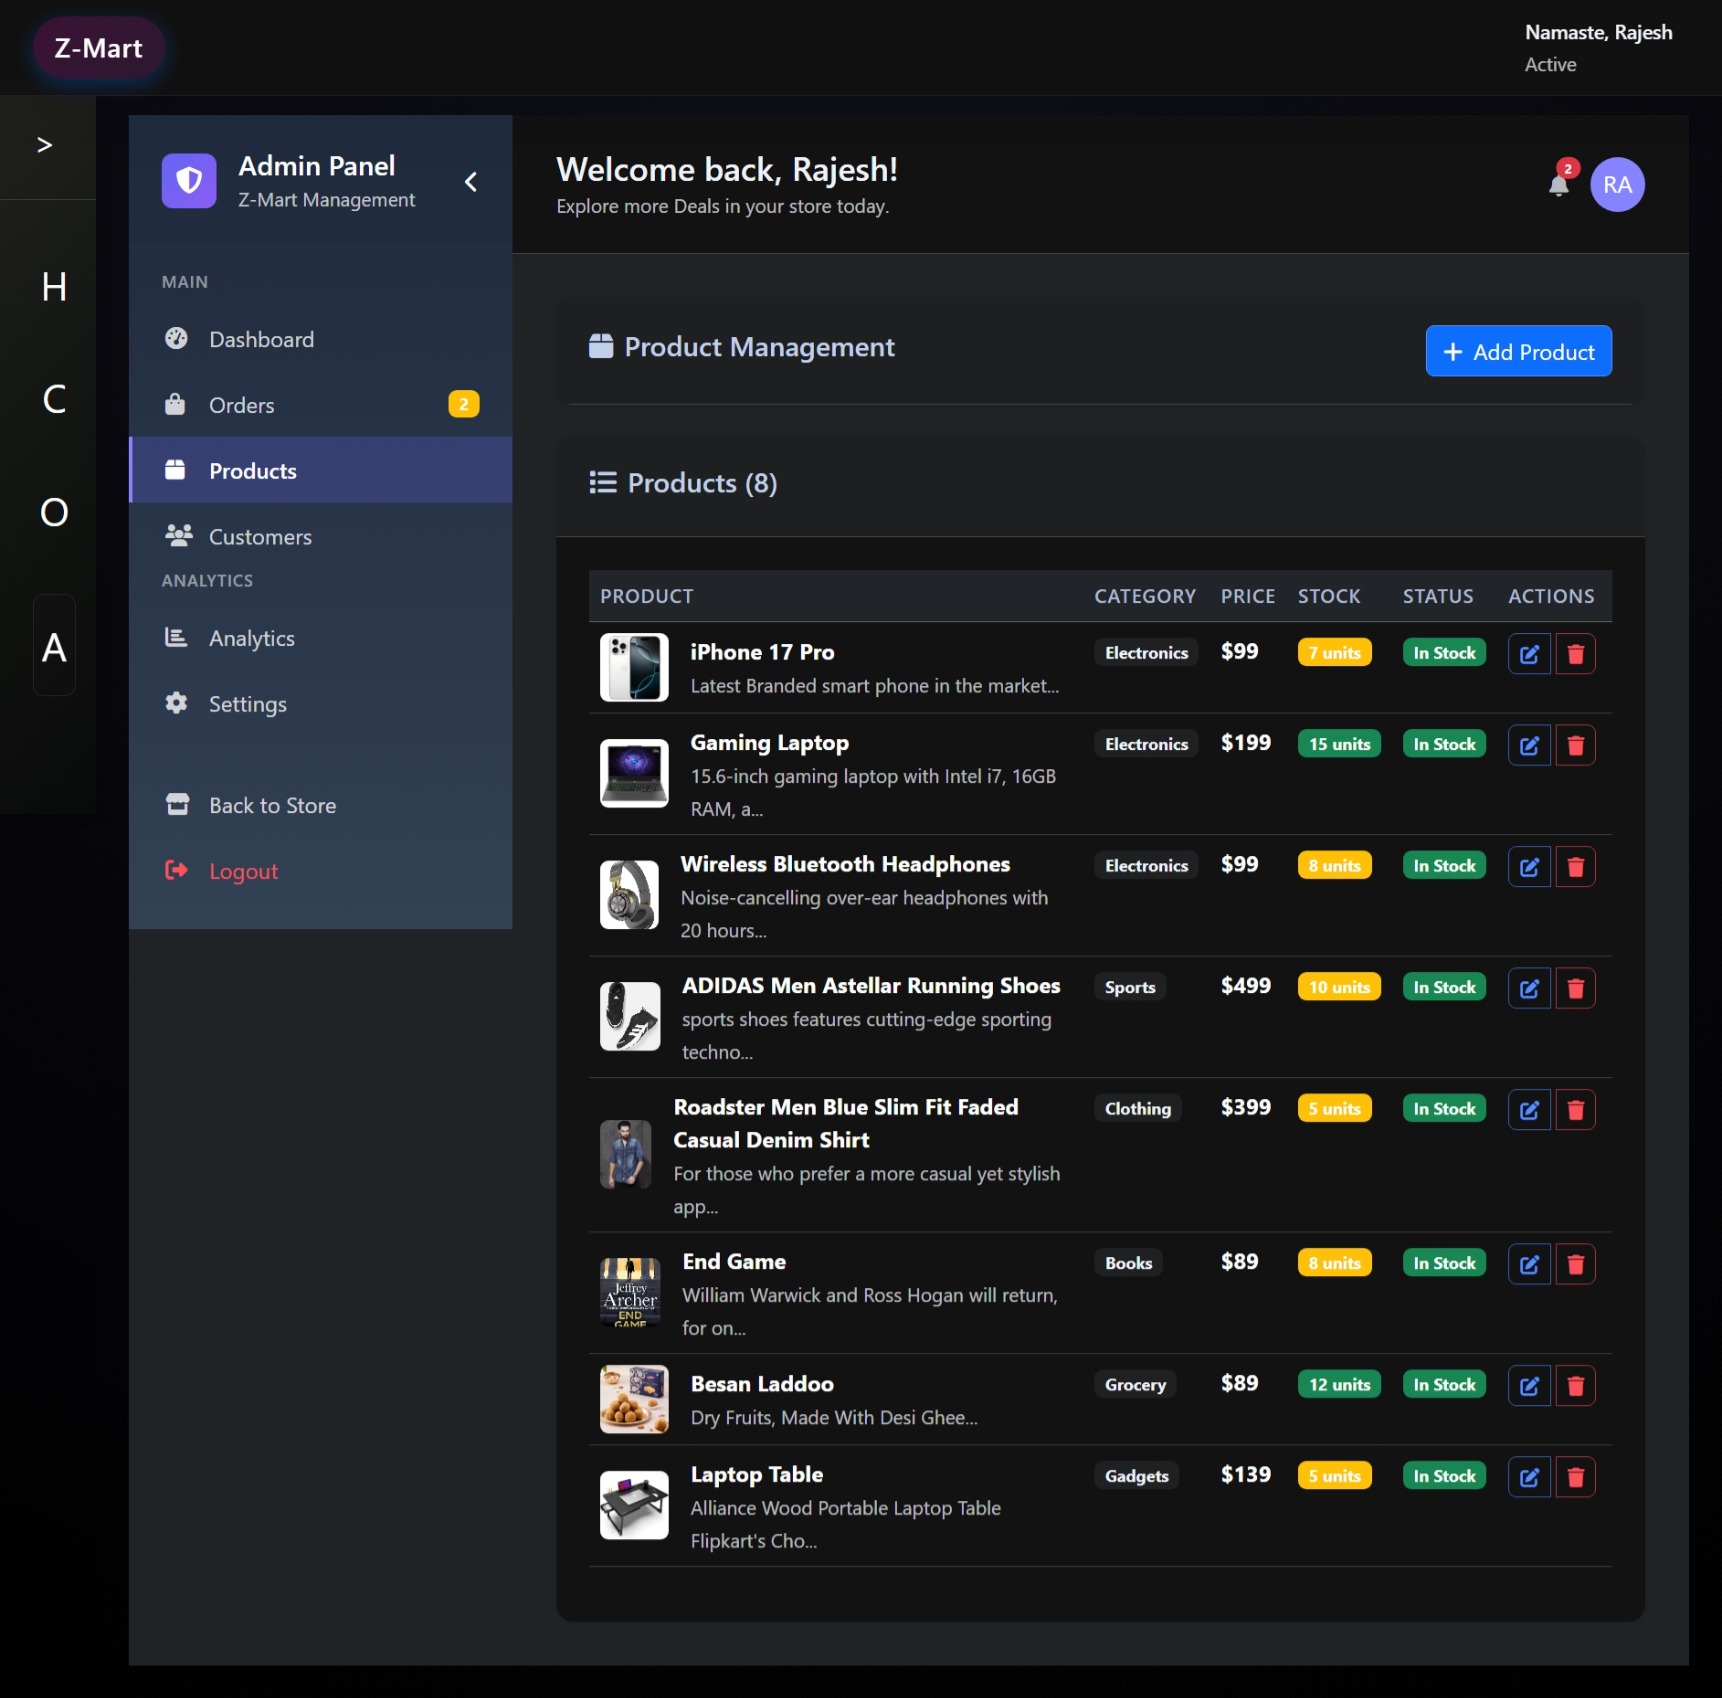 Z-Mart
Namaste, Rajesh
Active
>
H
C
O
A
Admin Panel
Z-Mart Management
MAIN
Dashboard
Orders 2
Products
Customers
ANALYTICS
Analytics
Settings
Back to Store
Logout
Welcome back, Rajesh!
Explore more Deals in your store today.
2
RA
Product Management
+ Add Product
Products (8)
PRODUCT CATEGORY PRICE STOCK STATUS ACTIONS
iPhone 17 Pro Electronics $99 7 units In Stock
Latest Branded smart phone in the market...
Gaming Laptop Electronics $199 15 units In Stock
15.6-inch gaming laptop with Intel i7, 16GB
RAM, a...
Wireless Bluetooth Headphones Electronics $99 8 units In Stock
Noise-cancelling over-ear headphones with
20 hours...
ADIDAS Men Astellar Running Shoes Sports $499 10 units In Stock
sports shoes features cutting-edge sporting
techno...
Roadster Men Blue Slim Fit Faded Clothing $399 5 units In Stock
Casual Denim Shirt
For those who prefer a more casual yet stylish
app...
End Game Books $89 8 units In Stock
William Warwick and Ross Hogan will return,
for on...
Jeffrey
Archer
END
GAME
Besan Laddoo Grocery $89 12 units In Stock
Dry Fruits, Made With Desi Ghee...
Laptop Table Gadgets $139 5 units In Stock
Alliance Wood Portable Laptop Table
Flipkart's Cho...